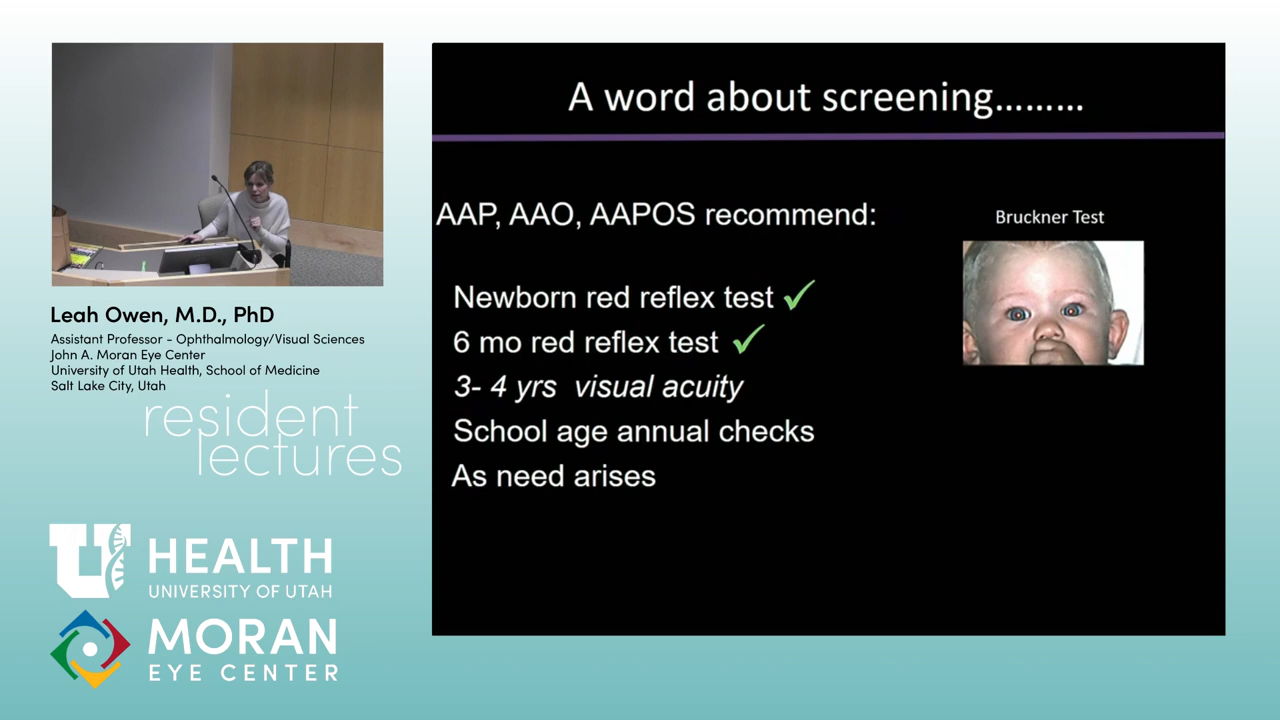 A word about screening.........
AAP, AAO, AAPOS recommend:
Bruckner Test
Newborn red reflex test ✓
6 mo red reflex test ✓
3- 4 yrs visual acuity
School age annual checks
As need arises
Leah Owen, M.D., PhD
Assistant Professor - Ophthalmology/Visual Sciences
John A. Moran Eye Center
University of Utah Health, School of Medicine
Salt Lake City, Utah
resident
lectures
U HEALTH
UNIVERSITY OF UTAH
MORAN
EYE CENTER